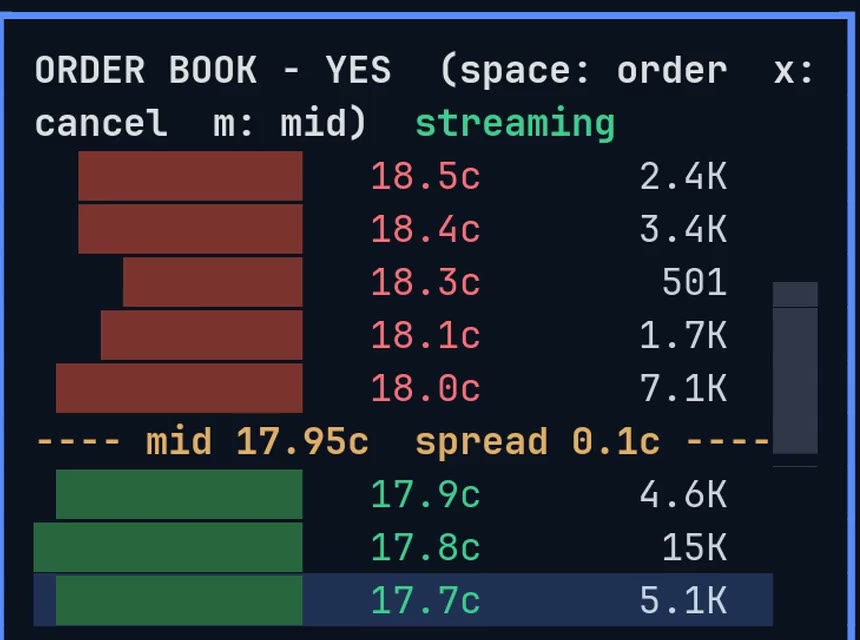 ORDER BOOK - YES  (space: order  x:
cancel  m: mid)  streaming
18.5c 2.4K
18.4c 3.4K
18.3c 501
18.1c 1.7K
18.0c 7.1K
---- mid 17.95c  spread 0.1c ----
17.9c 4.6K
17.8c 15K
17.7c 5.1K